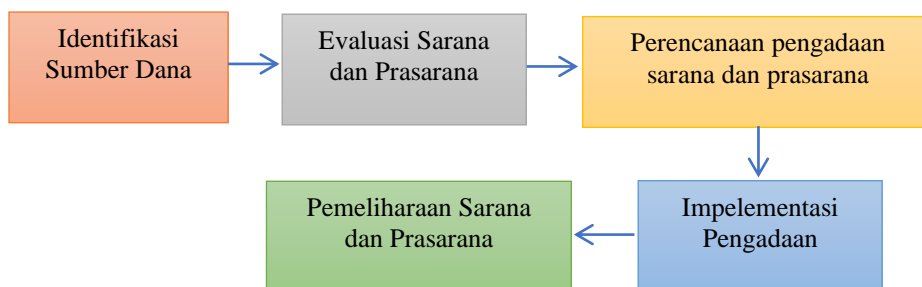 Identifikasi
Sumber Dana
Evaluasi Sarana
dan Prasarana
Perencanaan pengadaan
sarana dan prasarana
Impelementasi
Pengadaan
Pemeliharaan Sarana
dan Prasarana